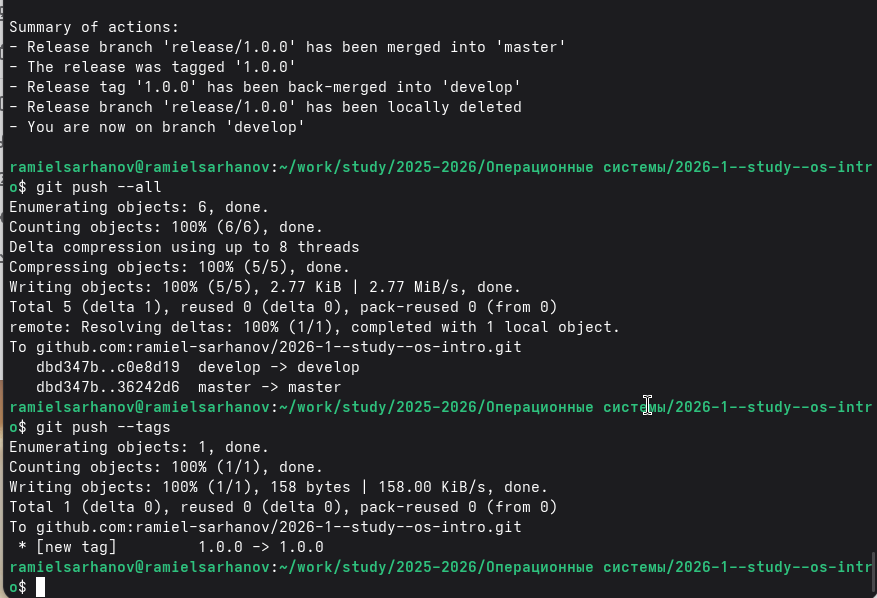 Summary of actions:
- Release branch 'release/1.0.0' has been merged into 'master'
- The release was tagged '1.0.0'
- Release tag '1.0.0' has been back-merged into 'develop'
- Release branch 'release/1.0.0' has been locally deleted
- You are now on branch 'develop'
ramielsarhanov@ramielsarhanov:~/work/study/2025-2026/Операционные системы/2026-1--study--os-intr
o$ git push --all
Enumerating objects: 6, done.
Counting objects: 100% (6/6), done.
Delta compression using up to 8 threads
Compressing objects: 100% (5/5), done.
Writing objects: 100% (5/5), 2.77 KiB | 2.77 MiB/s, done.
Total 5 (delta 1), reused 0 (delta 0), pack-reused 0 (from 0)
remote: Resolving deltas: 100% (1/1), completed with 1 local object.
To github.com:ramiel-sarhanov/2026-1--study--os-intro.git
   dbd347b..c0e8d19  develop -> develop
   dbd347b..36242d6  master -> master
ramielsarhanov@ramielsarhanov:~/work/study/2025-2026/Операционные системы/2026-1--study--os-intr
o$ git push --tags
Enumerating objects: 1, done.
Counting objects: 100% (1/1), done.
Writing objects: 100% (1/1), 158 bytes | 158.00 KiB/s, done.
Total 1 (delta 0), reused 0 (delta 0), pack-reused 0 (from 0)
To github.com:ramiel-sarhanov/2026-1--study--os-intro.git
 * [new tag]         1.0.0 -> 1.0.0
ramielsarhanov@ramielsarhanov:~/work/study/2025-2026/Операционные системы/2026-1--study--os-intr
o$